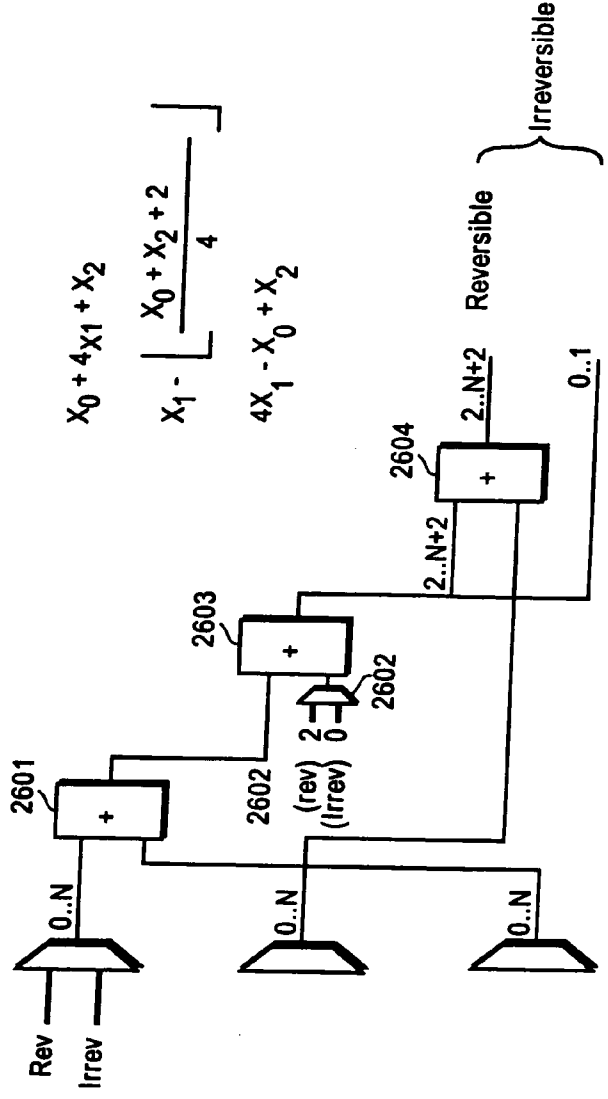 X0 + 4X1 + X2
X1 - ⌊ X0 + X2 + 2 / 4 ⌋
4X1 - X0 + X2
Rev
Irrev
0..N
0..N
0..N
2601
+
2602
(rev) 2
(Irrev) 0
2602
2603
+
2..N+2
2604
+
2..N+2
Reversible
0..1
Irreversible